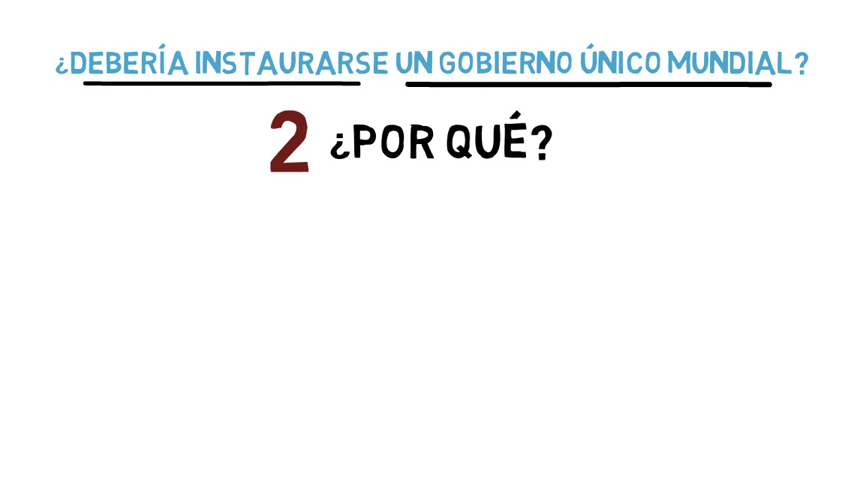 ¿DEBERÍA INSTAURARSE UN GOBIERNO ÚNICO MUNDIAL?
2 ¿POR QUÉ?